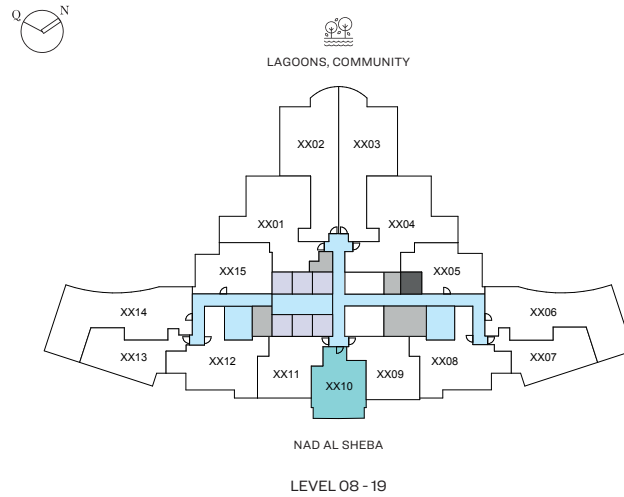 Q N
LAGOONS, COMMUNITY
XX02 XX03
XX01 XX04
XX15 XX05
XX14 XX06
XX13 XX12 XX11 XX10 XX09 XX08 XX07
NAD AL SHEBA
LEVEL 08 - 19